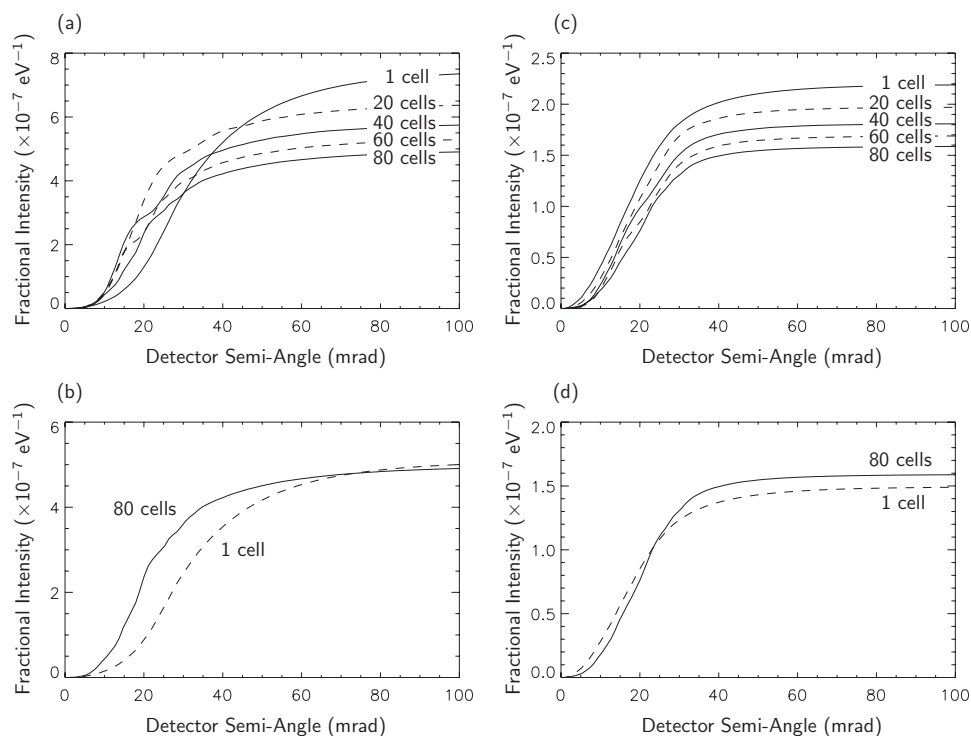 (a)
Fractional Intensity (×10⁻⁷ eV⁻¹)
8
6
4
2
0
1 cell
20 cells
40 cells
60 cells
80 cells
0 20 40 60 80 100
Detector Semi-Angle (mrad)
(c)
Fractional Intensity (×10⁻⁷ eV⁻¹)
2.5
2.0
1.5
1.0
0.5
0.0
1 cell
20 cells
40 cells
60 cells
80 cells
0 20 40 60 80 100
Detector Semi-Angle (mrad)
(b)
Fractional Intensity (×10⁻⁷ eV⁻¹)
6
4
2
0
80 cells
1 cell
0 20 40 60 80 100
Detector Semi-Angle (mrad)
(d)
Fractional Intensity (×10⁻⁷ eV⁻¹)
2.0
1.5
1.0
0.5
0.0
80 cells
1 cell
0 20 40 60 80 100
Detector Semi-Angle (mrad)